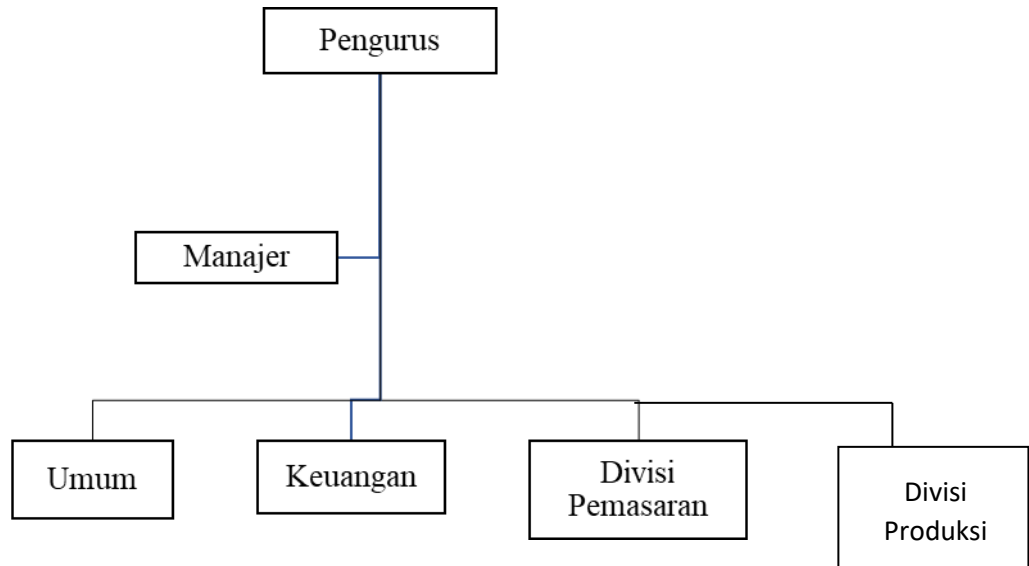 Pengurus
Manajer
Umum
Keuangan
Divisi
Pemasaran
Divisi
Produksi